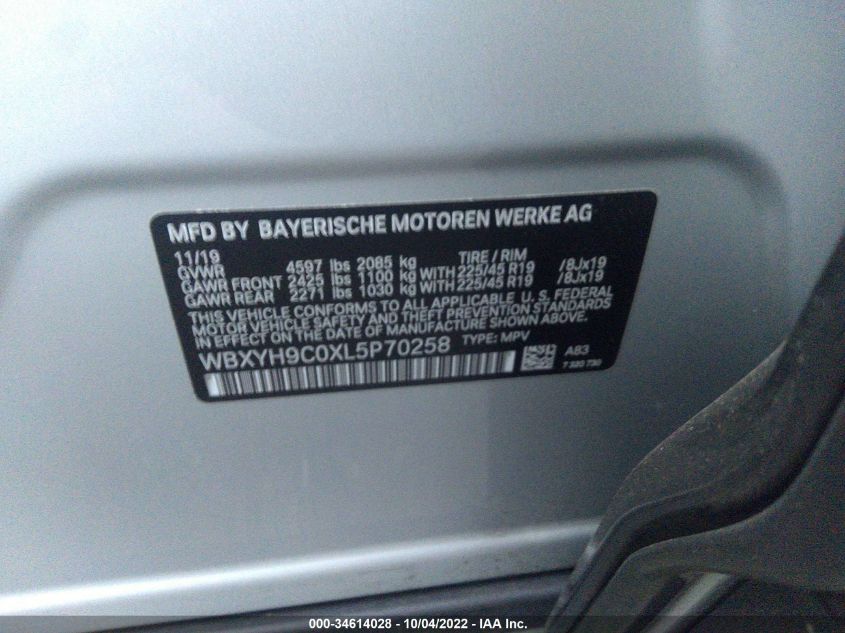 MFD BY BAYERISCHE MOTOREN WERKE AG
11/19 TIRE / RIM
GVWR 4597 lbs 2085 kg
GAWR FRONT 2425 lbs 1100 kg WITH 225/45 R19 /8Jx19
GAWR REAR 2271 lbs 1030 kg WITH 225/45 R19 /8Jx19
THIS VEHICLE CONFORMS TO ALL APPLICABLE U. S. FEDERAL
MOTOR VEHICLE SAFETY AND THEFT PREVENTION STANDARDS
IN EFFECT ON THE DATE OF MANUFACTURE SHOWN ABOVE.
WBXYH9C0XL5P70258 TYPE: MPV
A83
7 320 730
000-34614028 - 10/04/2022 - IAA Inc.